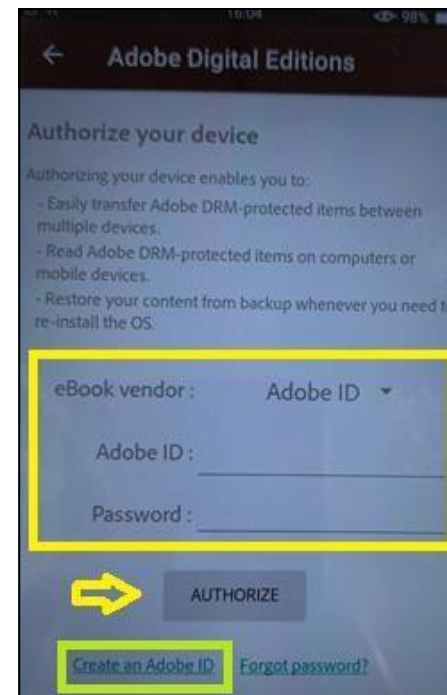 16:04 98%
Adobe Digital Editions
Authorize your device
Authorizing your device enables you to:
- Easily transfer Adobe DRM-protected items between
multiple devices.
- Read Adobe DRM-protected items on computers or
mobile devices.
- Restore your content from backup whenever you need t
re-install the OS.
eBook vendor : Adobe ID
Adobe ID :
Password :
AUTHORIZE
Create an Adobe ID Forgot password?